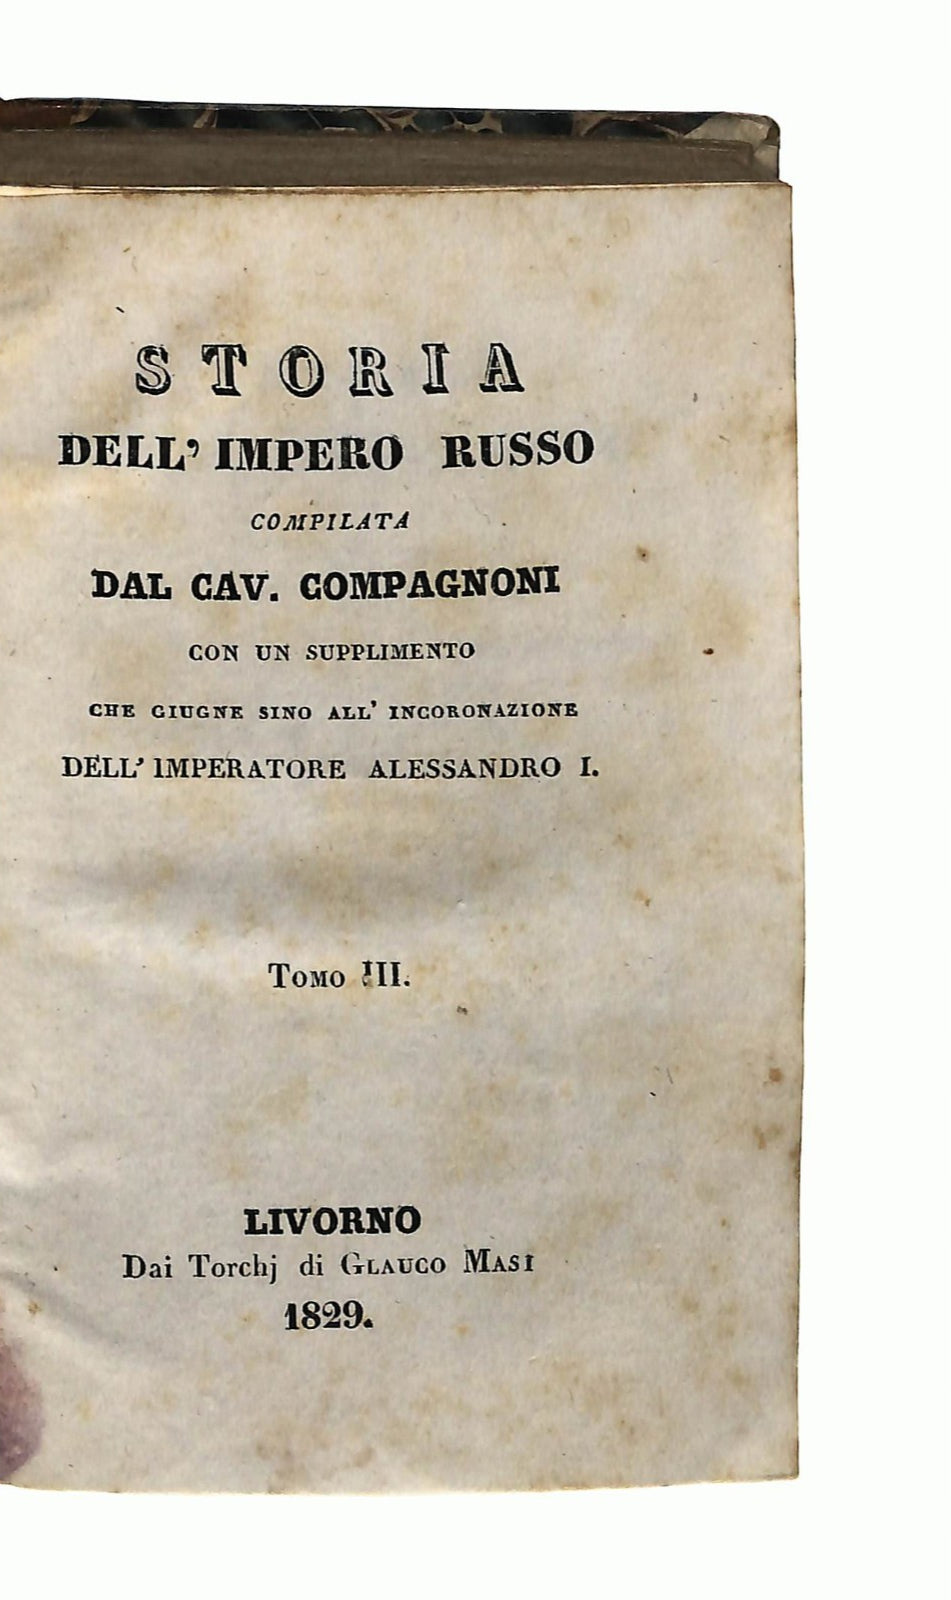 STORIA
DELL' IMPERO RUSSO
COMPILATA
DAL CAV. COMPAGNONI
CON UN SUPPLIMENTO
CHE GIUGNE SINO ALL' INCORONAZIONE
DELL' IMPERATORE ALESSANDRO I.
TOMO III.
LIVORNO
Dai Torchj di GLAUCO MASI
1829.